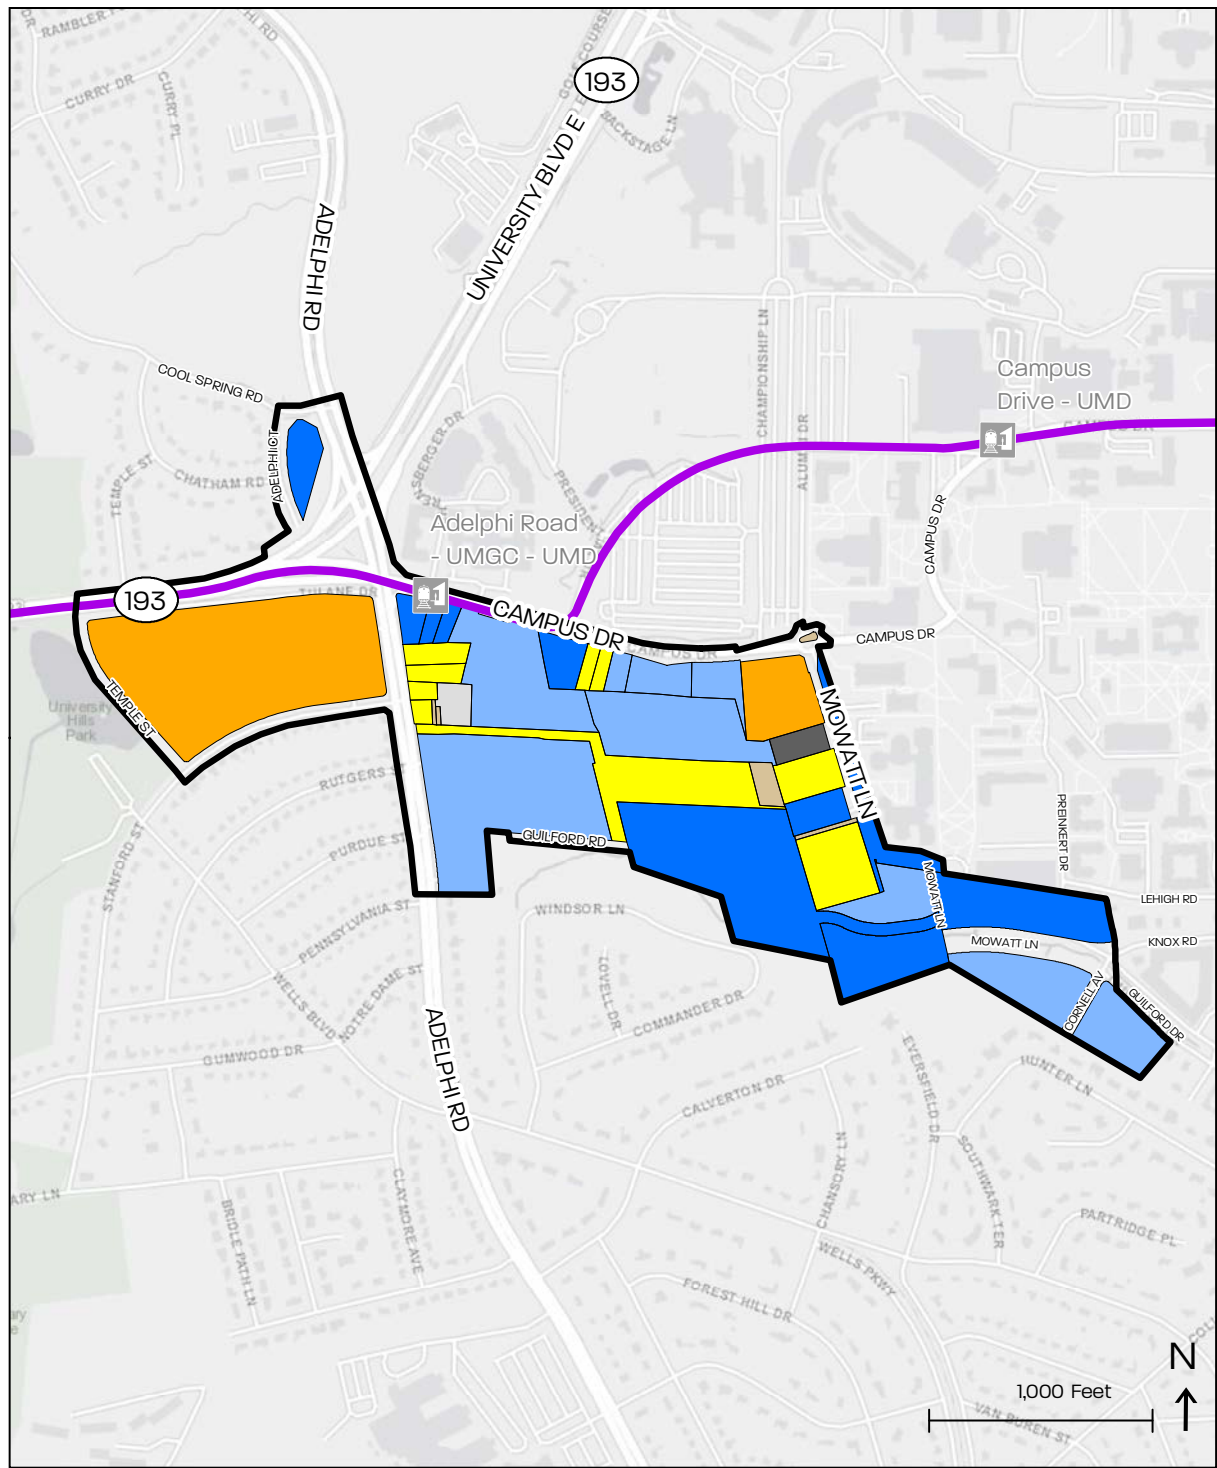 RAMBLER
HI RD
GOLF COURSE
193
CURRY DR
CURRY PL
BACKSTAGE LN
UNIVERSITY BLVD E
ADELPHI RD
CHAMPIONSHIP LN
COOL SPRING RD
Campus
Drive - UMD
ALUMNI DR
ADELPHI CT
TEMPLE ST
CHATHAM RD
PRESIDENT
CAMPUS DR
Adelphi Road
- UMGC - UMD
193
TULANE DR
CAMPUS DR
CAMPUS DR
CAMPUS DR
University
Hills
Park
TEMPLE ST
MOWATT LN
RUTGERS ST
STANFORD ST
PURDUE ST
GUILFORD RD
PREINKERT DR
MOWATT LN
LEHIGH RD
PENNSYLVANIA ST
WINDSOR LN
MOWATT LN
KNOX RD
WELLS BLVD
NOTRE DAME ST
LOVELL DR
COMMANDER DR
CORNELL AV
GUILFORD DR
GUMWOOD DR
ADELPHI RD
CALVERTON DR
EVERSFIELD DR
HUNTER LN
ARY LN
BRIDLE PATH LN
CLAYMORE AVE
CHANSORY LN
SOUTHWARK TER
PARTRIDGE PL
WELLS PKWY
FOREST HILL DR
N
1,000 Feet
VAN BUREN ST